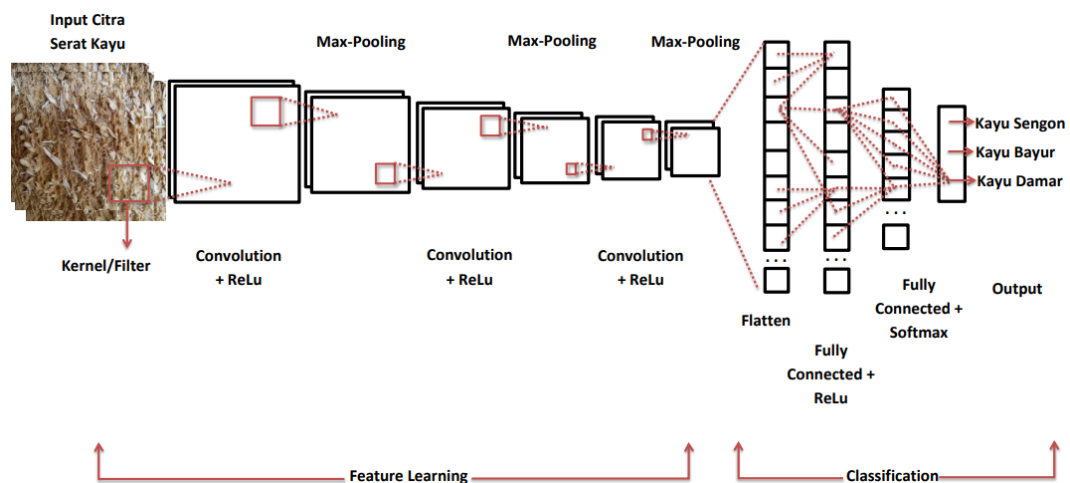 Input Citra
Serat Kayu
Max-Pooling
Max-Pooling
Max-Pooling
Kernel/Filter
Convolution
+ ReLu
Convolution
+ ReLu
Convolution
+ ReLu
Flatten
Fully
Connected +
ReLu
Fully
Connected +
Softmax
Output
Kayu Sengon
Kayu Bayur
Kayu Damar
. . .
. . .
. . .
Feature Learning
Classification